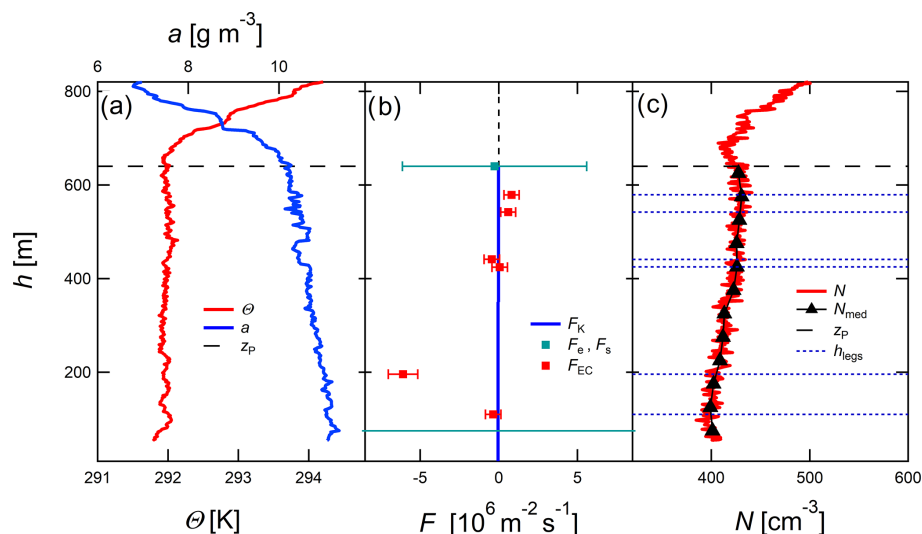 a [g m⁻³]
6 8 10
(a) (b) (c)
800
600
400
200
h [m]
Θ
a
z_P
F_K
F_e , F_s
F_EC
N
N_med
z_P
h_legs
291 292 293 294
-5 0 5
400 500 600
Θ [K]
F [10⁶ m⁻² s⁻¹]
N [cm⁻³]